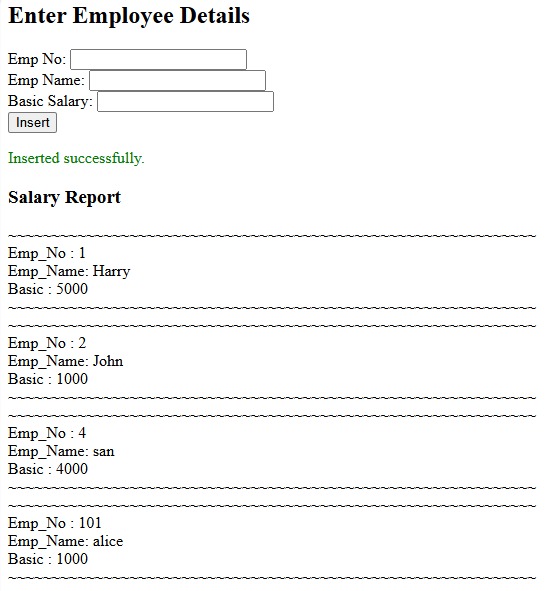 Enter Employee Details
Emp No:
Emp Name:
Basic Salary:
Insert
Inserted successfully.
Salary Report
~~~~~~~~~~~~~~~~~~~~~~~~~~~~~~~~~~~~~~~~~~~~~~~~~~~~~~~~~~~~
Emp_No : 1
Emp_Name: Harry
Basic : 5000
~~~~~~~~~~~~~~~~~~~~~~~~~~~~~~~~~~~~~~~~~~~~~~~~~~~~~~~~~~~~
~~~~~~~~~~~~~~~~~~~~~~~~~~~~~~~~~~~~~~~~~~~~~~~~~~~~~~~~~~~~
Emp_No : 2
Emp_Name: John
Basic : 1000
~~~~~~~~~~~~~~~~~~~~~~~~~~~~~~~~~~~~~~~~~~~~~~~~~~~~~~~~~~~~
~~~~~~~~~~~~~~~~~~~~~~~~~~~~~~~~~~~~~~~~~~~~~~~~~~~~~~~~~~~~
Emp_No : 4
Emp_Name: san
Basic : 4000
~~~~~~~~~~~~~~~~~~~~~~~~~~~~~~~~~~~~~~~~~~~~~~~~~~~~~~~~~~~~
~~~~~~~~~~~~~~~~~~~~~~~~~~~~~~~~~~~~~~~~~~~~~~~~~~~~~~~~~~~~
Emp_No : 101
Emp_Name: alice
Basic : 1000
~~~~~~~~~~~~~~~~~~~~~~~~~~~~~~~~~~~~~~~~~~~~~~~~~~~~~~~~~~~~